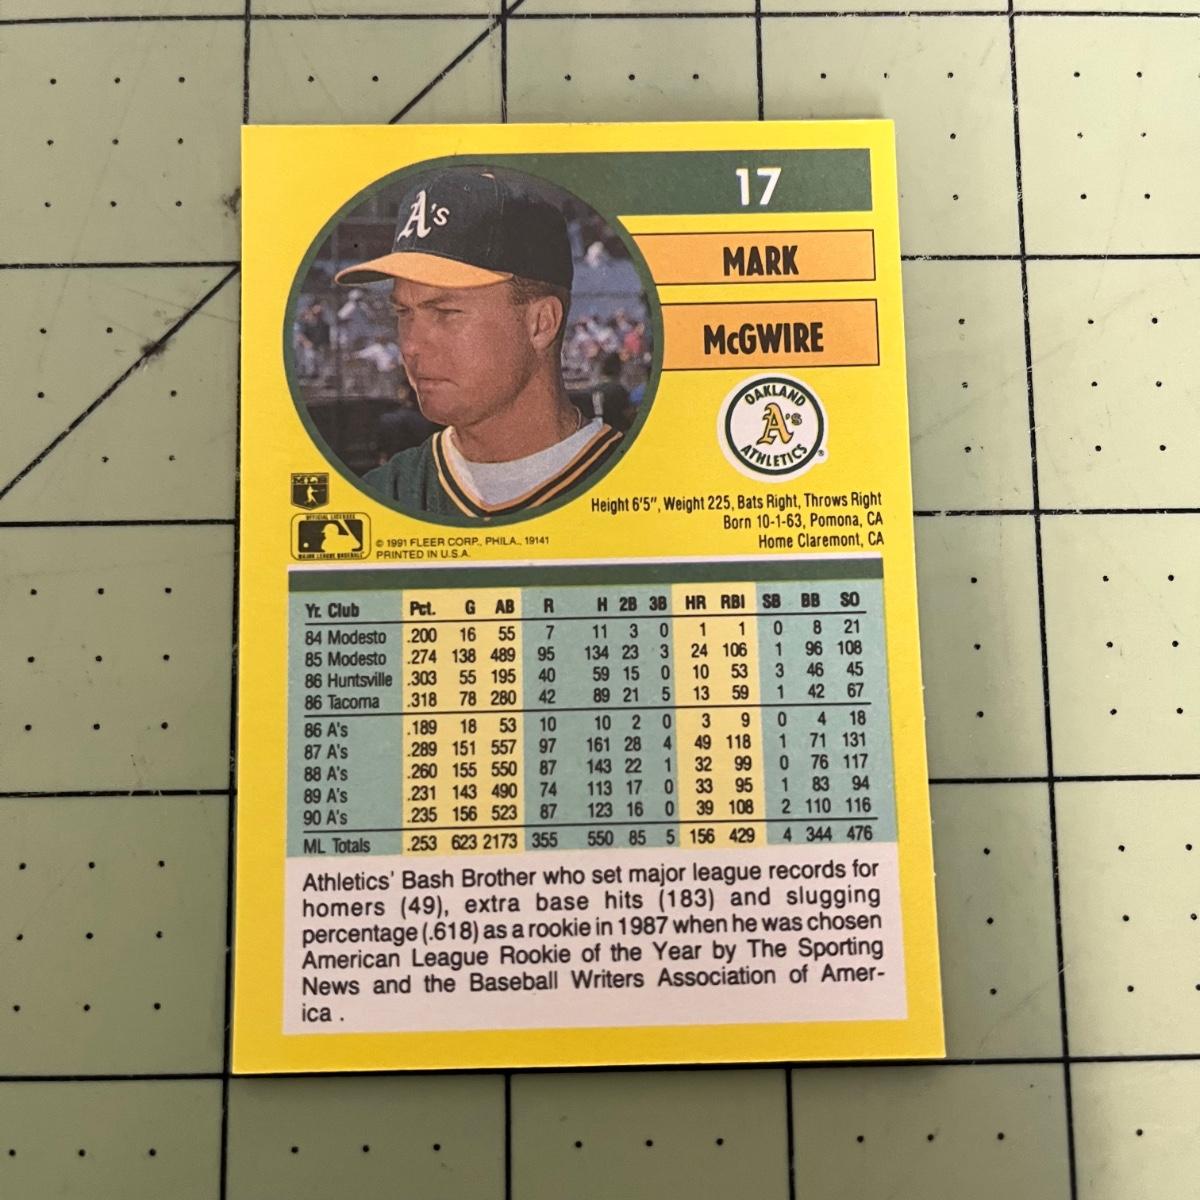 17
MARK
McGWIRE
A's
OAKLAND
A's
ATHLETICS
®
Height 6'5", Weight 225, Bats Right, Throws Right
Born 10-1-63, Pomona, CA
Home Claremont, CA
MLB
OFFICIAL LICENSEE
MAJOR LEAGUE BASEBALL
© 1991 FLEER CORP., PHILA., 19141
PRINTED IN U.S.A.
Yr. Club Pct. G AB R H 2B 3B HR RBI SB BB SO
84 Modesto .200 16 55 7 11 3 0 1 1 0 8 21
85 Modesto .274 138 489 95 134 23 3 24 106 1 96 108
86 Huntsville .303 55 195 40 59 15 0 10 53 3 46 45
86 Tacoma .318 78 280 42 89 21 5 13 59 1 42 67
86 A's .189 18 53 10 10 2 0 3 9 0 4 18
87 A's .289 151 557 97 161 28 4 49 118 1 71 131
88 A's .260 155 550 87 143 22 1 32 99 0 76 117
89 A's .231 143 490 74 113 17 0 33 95 1 83 94
90 A's .235 156 523 87 123 16 0 39 108 2 110 116
ML Totals .253 623 2173 355 550 85 5 156 429 4 344 476
Athletics' Bash Brother who set major league records for
homers (49), extra base hits (183) and slugging
percentage (.618) as a rookie in 1987 when he was chosen
American League Rookie of the Year by The Sporting
News and the Baseball Writers Association of Amer-
ica .